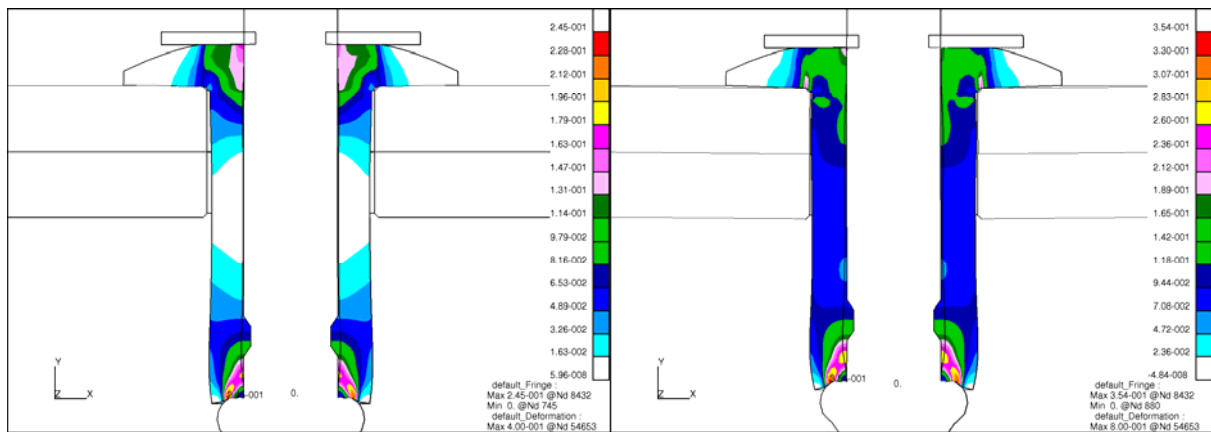 2.45-001
2.28-001
2.12-001
1.96-001
1.79-001
1.63-001
1.47-001
1.31-001
1.14-001
9.79-002
8.16-002
6.53-002
4.89-002
3.26-002
1.63-002
5.96-008
Y
Z X
-001
0.
default_Fringe :
Max 2.45-001 @Nd 8432
Min 0. @Nd 745
default_Deformation :
Max 4.00-001 @Nd 54653
3.54-001
3.30-001
3.07-001
2.83-001
2.60-001
2.36-001
2.12-001
1.89-001
1.65-001
1.42-001
1.18-001
9.44-002
7.08-002
4.72-002
2.36-002
-4.84-008
Y
Z X
-001
0.
default_Fringe :
Max 3.54-001 @Nd 8432
Min 0. @Nd 880
default_Deformation :
Max 8.00-001 @Nd 54653